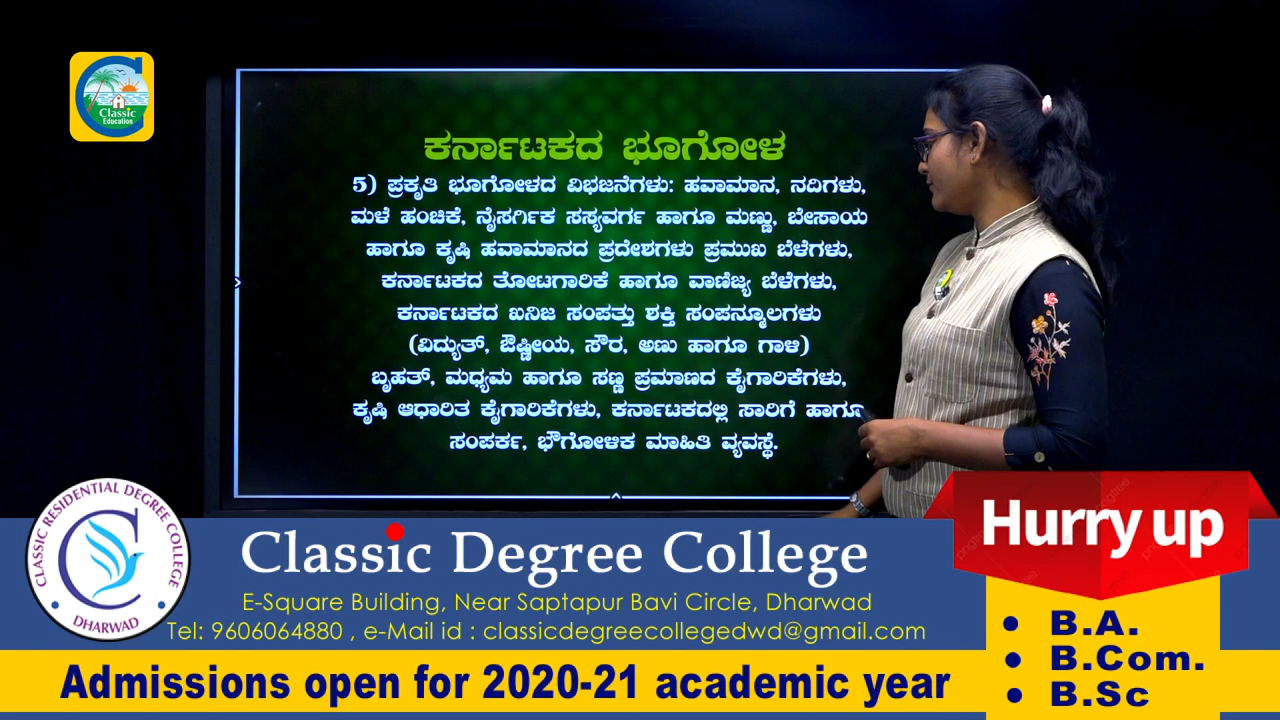 Classic
Education
ಕರ್ನಾಟಕದ ಭೂಗೋಳ
5) ಪ್ರಕೃತಿ ಭೂಗೋಳದ ವಿಭಜನೆಗಳು: ಹವಾಮಾನ, ನದಿಗಳು,
ಮಳೆ ಹಂಚಿಕೆ, ನೈಸರ್ಗಿಕ ಸಸ್ಯವರ್ಗ ಹಾಗೂ ಮಣ್ಣು, ಬೇಸಾಯ
ಹಾಗೂ ಕೃಷಿ ಹವಾಮಾನದ ಪ್ರದೇಶಗಳು ಪ್ರಮುಖ ಬೆಳೆಗಳು,
ಕರ್ನಾಟಕದ ತೋಟಗಾರಿಕೆ ಹಾಗೂ ವಾಣಿಜ್ಯ ಬೆಳೆಗಳು,
ಕರ್ನಾಟಕದ ಖನಿಜ ಸಂಪತ್ತು ಶಕ್ತಿ ಸಂಪನ್ಮೂಲಗಳು
(ವಿದ್ಯುತ್, ಔಷ್ಣೀಯ, ಸೌರ, ಅಣು ಹಾಗೂ ಗಾಳಿ)
ಬೃಹತ್, ಮಧ್ಯಮ ಹಾಗೂ ಸಣ್ಣ ಪ್ರಮಾಣದ ಕೈಗಾರಿಕೆಗಳು,
ಕೃಷಿ ಆಧಾರಿತ ಕೈಗಾರಿಕೆಗಳು, ಕರ್ನಾಟಕದಲ್ಲಿ ಸಾರಿಗೆ ಹಾಗೂ
ಸಂಪರ್ಕ, ಭೌಗೋಳಿಕ ಮಾಹಿತಿ ವ್ಯವಸ್ಥೆ.
CLASSIC RESIDENTIAL DEGREE COLLEGE
DHARWAD
Classic Degree College
E-Square Building, Near Saptapur Bavi Circle, Dharwad
Tel: 9606064880 , e-Mail id : classicdegreecollegedwd@gmail.com
Admissions open for 2020-21 academic year
Hurry up
• B.A.
• B.Com.
• B.Sc